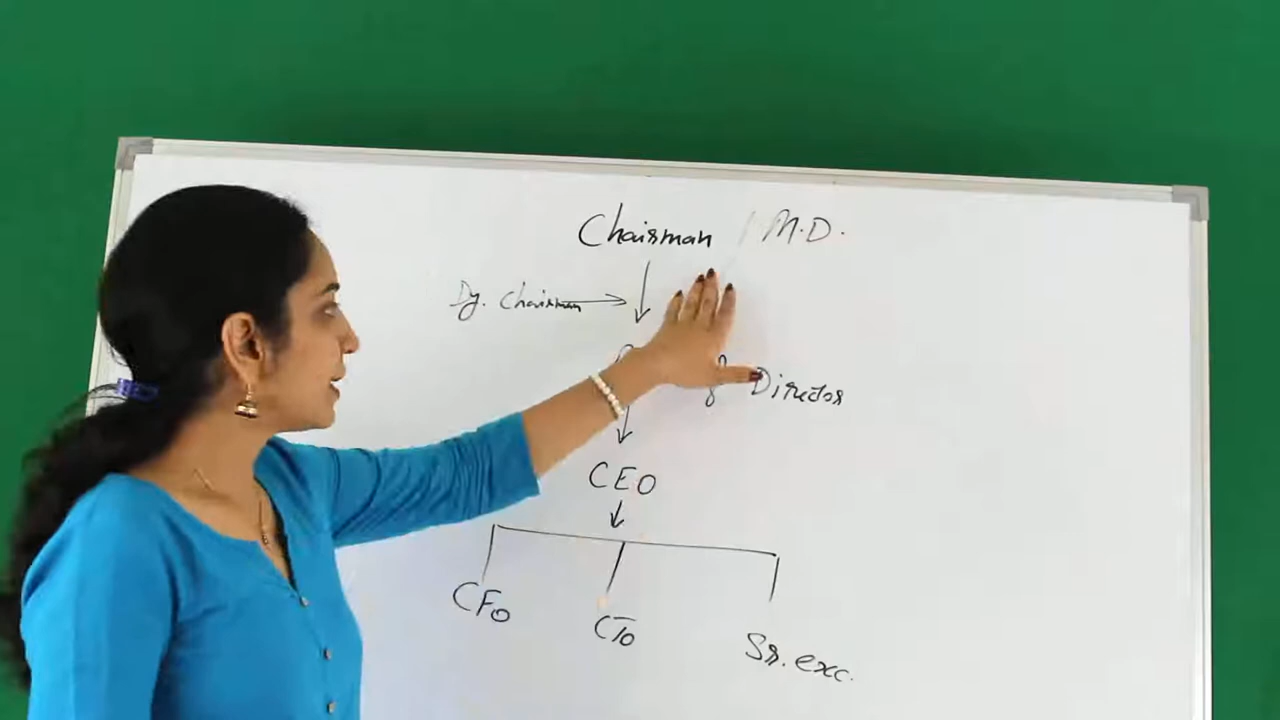 Chairman / M.D.
Dy. Chairman
Director
CEO
CFO
CTO
Sr. exc.